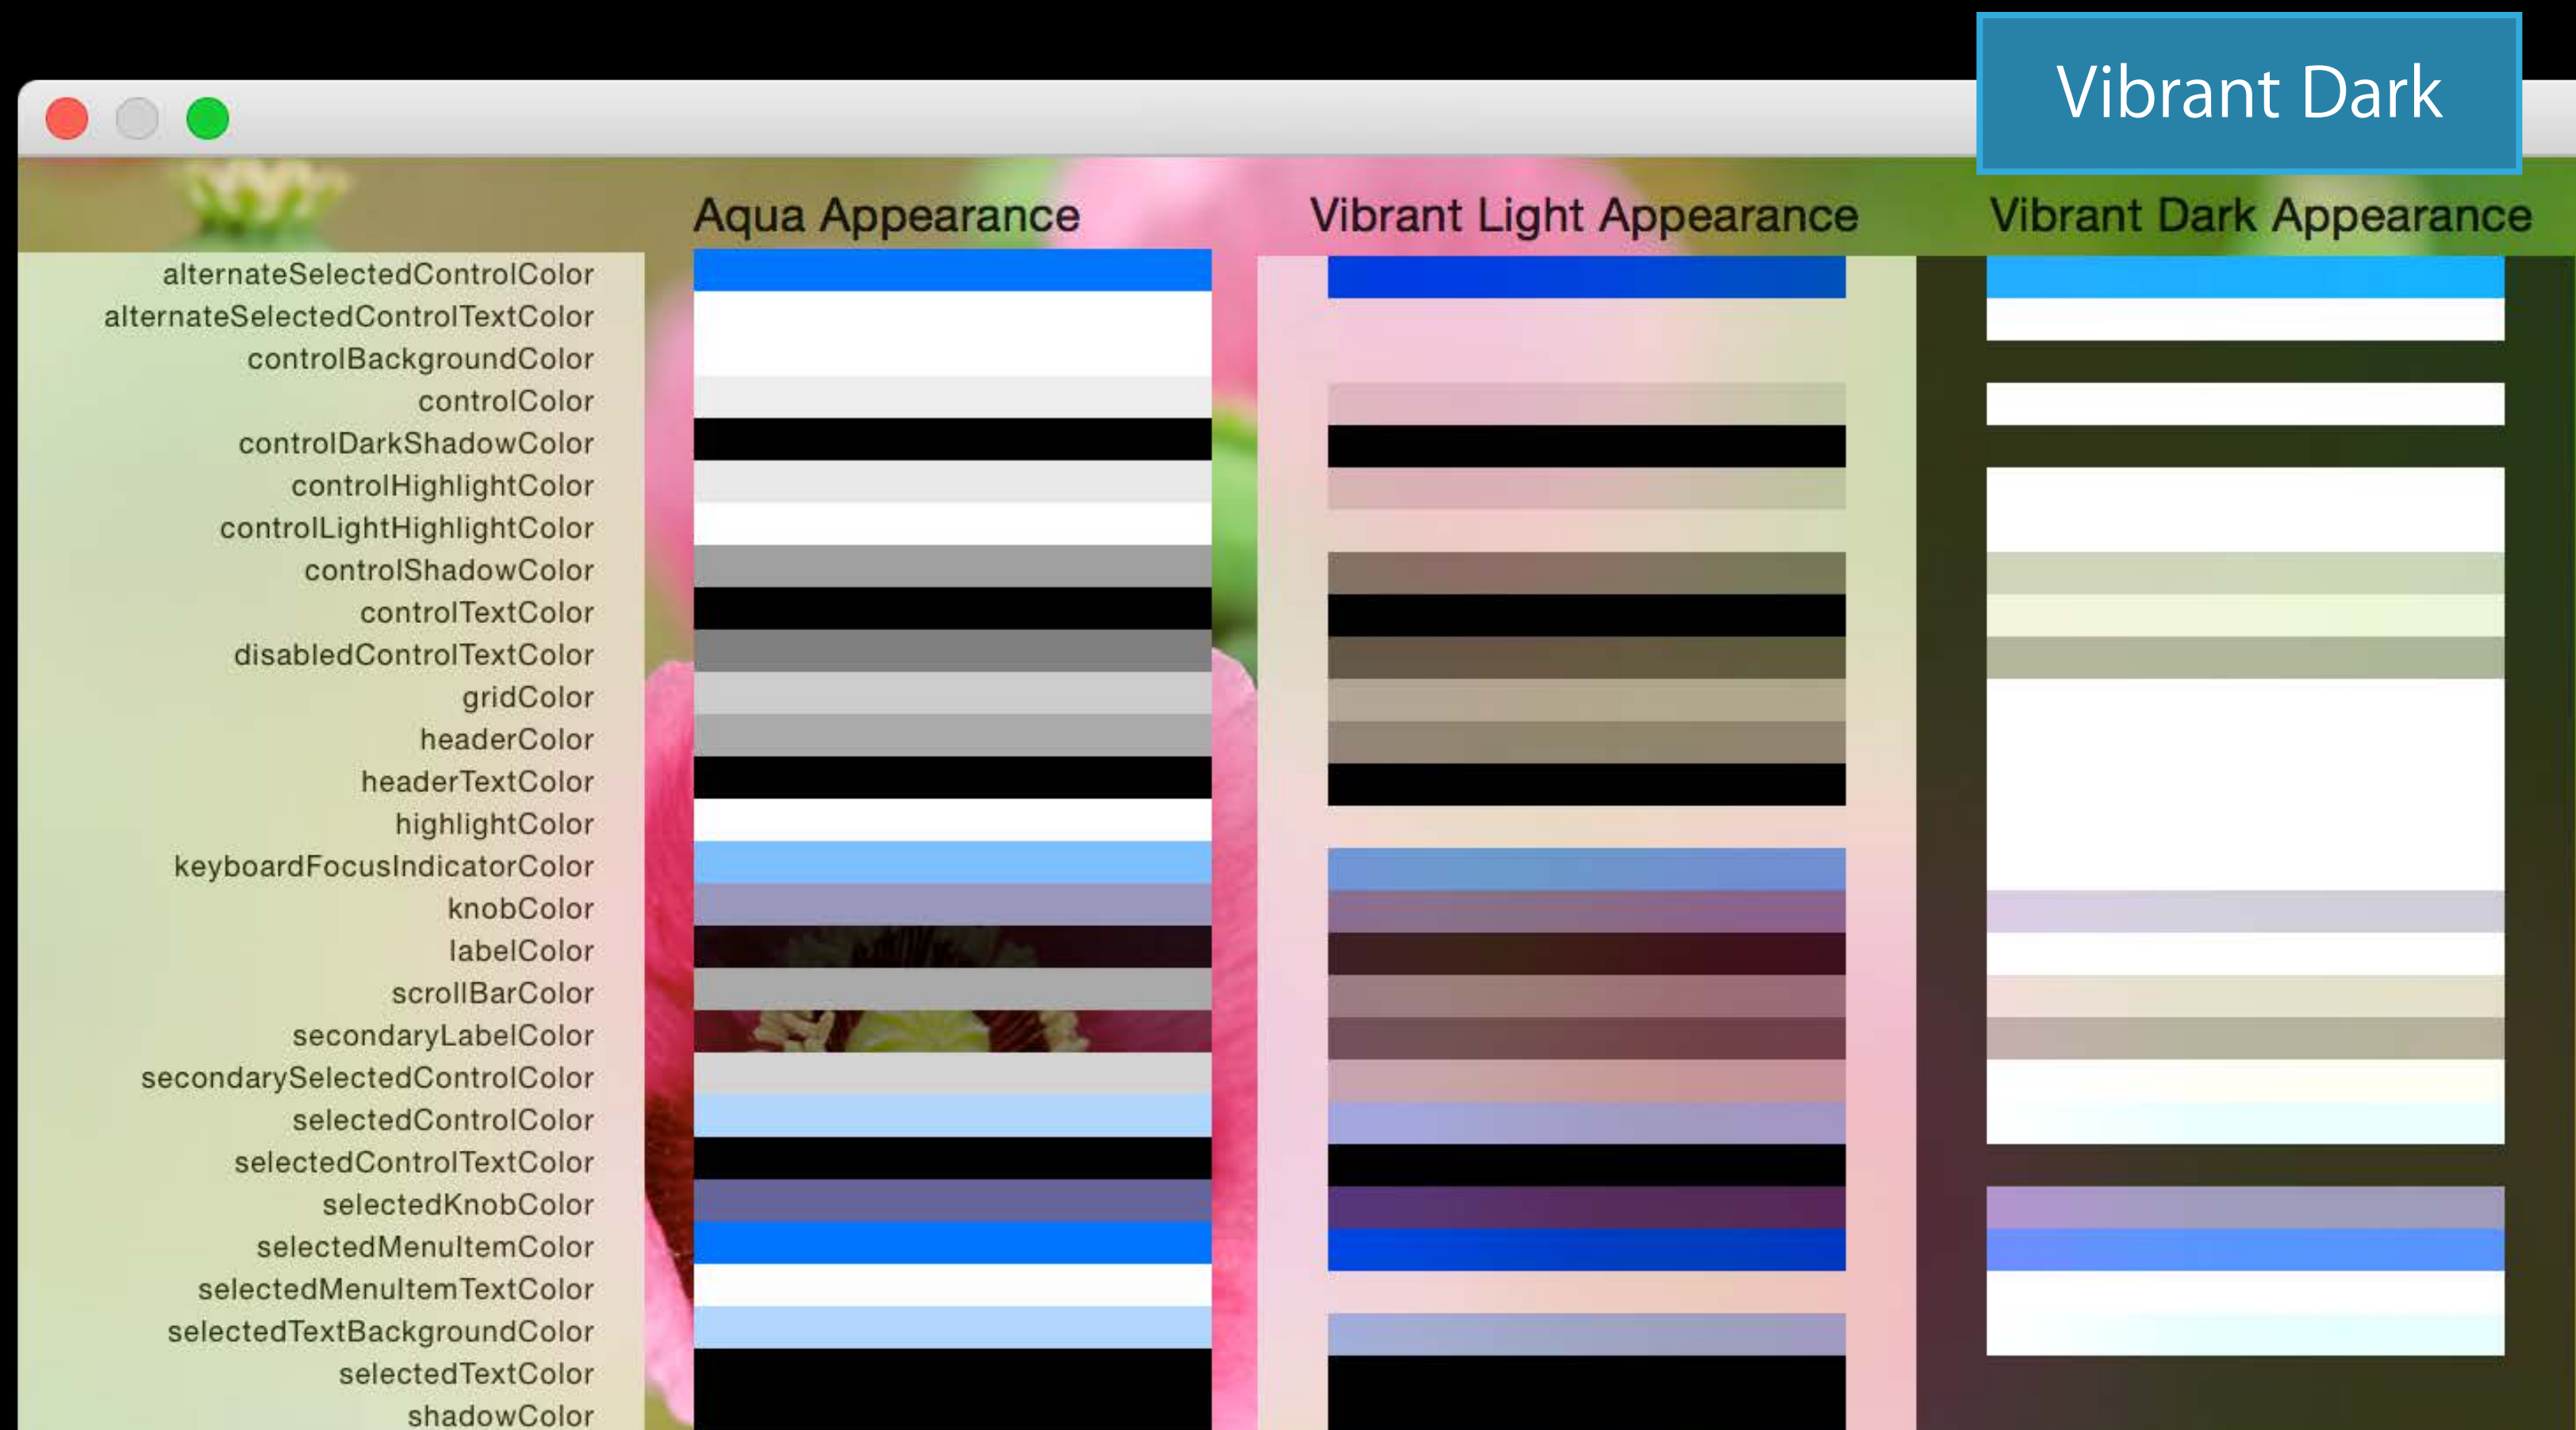 Vibrant Dark
Aqua Appearance
Vibrant Light Appearance
Vibrant Dark Appearance
alternateSelectedControlColor
alternateSelectedControlTextColor
controlBackgroundColor
controlColor
controlDarkShadowColor
controlHighlightColor
controlLightHighlightColor
controlShadowColor
controlTextColor
disabledControlTextColor
gridColor
headerColor
headerTextColor
highlightColor
keyboardFocusIndicatorColor
knobColor
labelColor
scrollBarColor
secondaryLabelColor
secondarySelectedControlColor
selectedControlColor
selectedControlTextColor
selectedKnobColor
selectedMenuItemColor
selectedMenuItemTextColor
selectedTextBackgroundColor
selectedTextColor
shadowColor